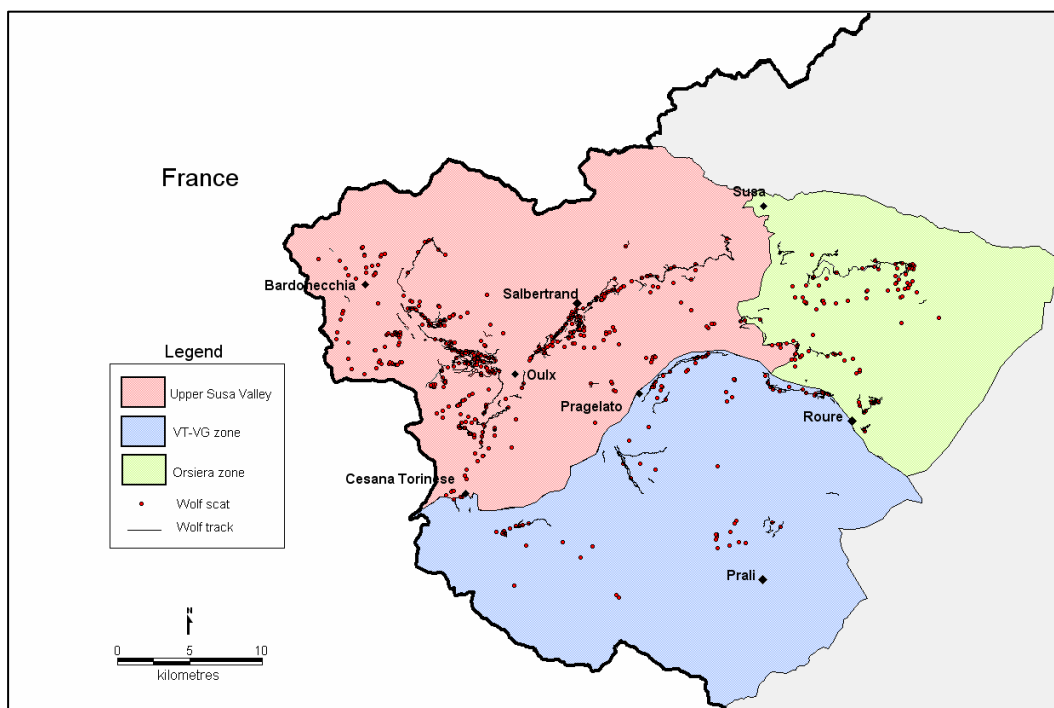 France
Susa
Bardonecchia
Salbertrand
Oulx
Pragelato
Roure
Cesana Torinese
Prali
Legend
Upper Susa Valley
VT-VG zone
Orsiera zone
Wolf scat
Wolf track
N
0 5 10
kilometres